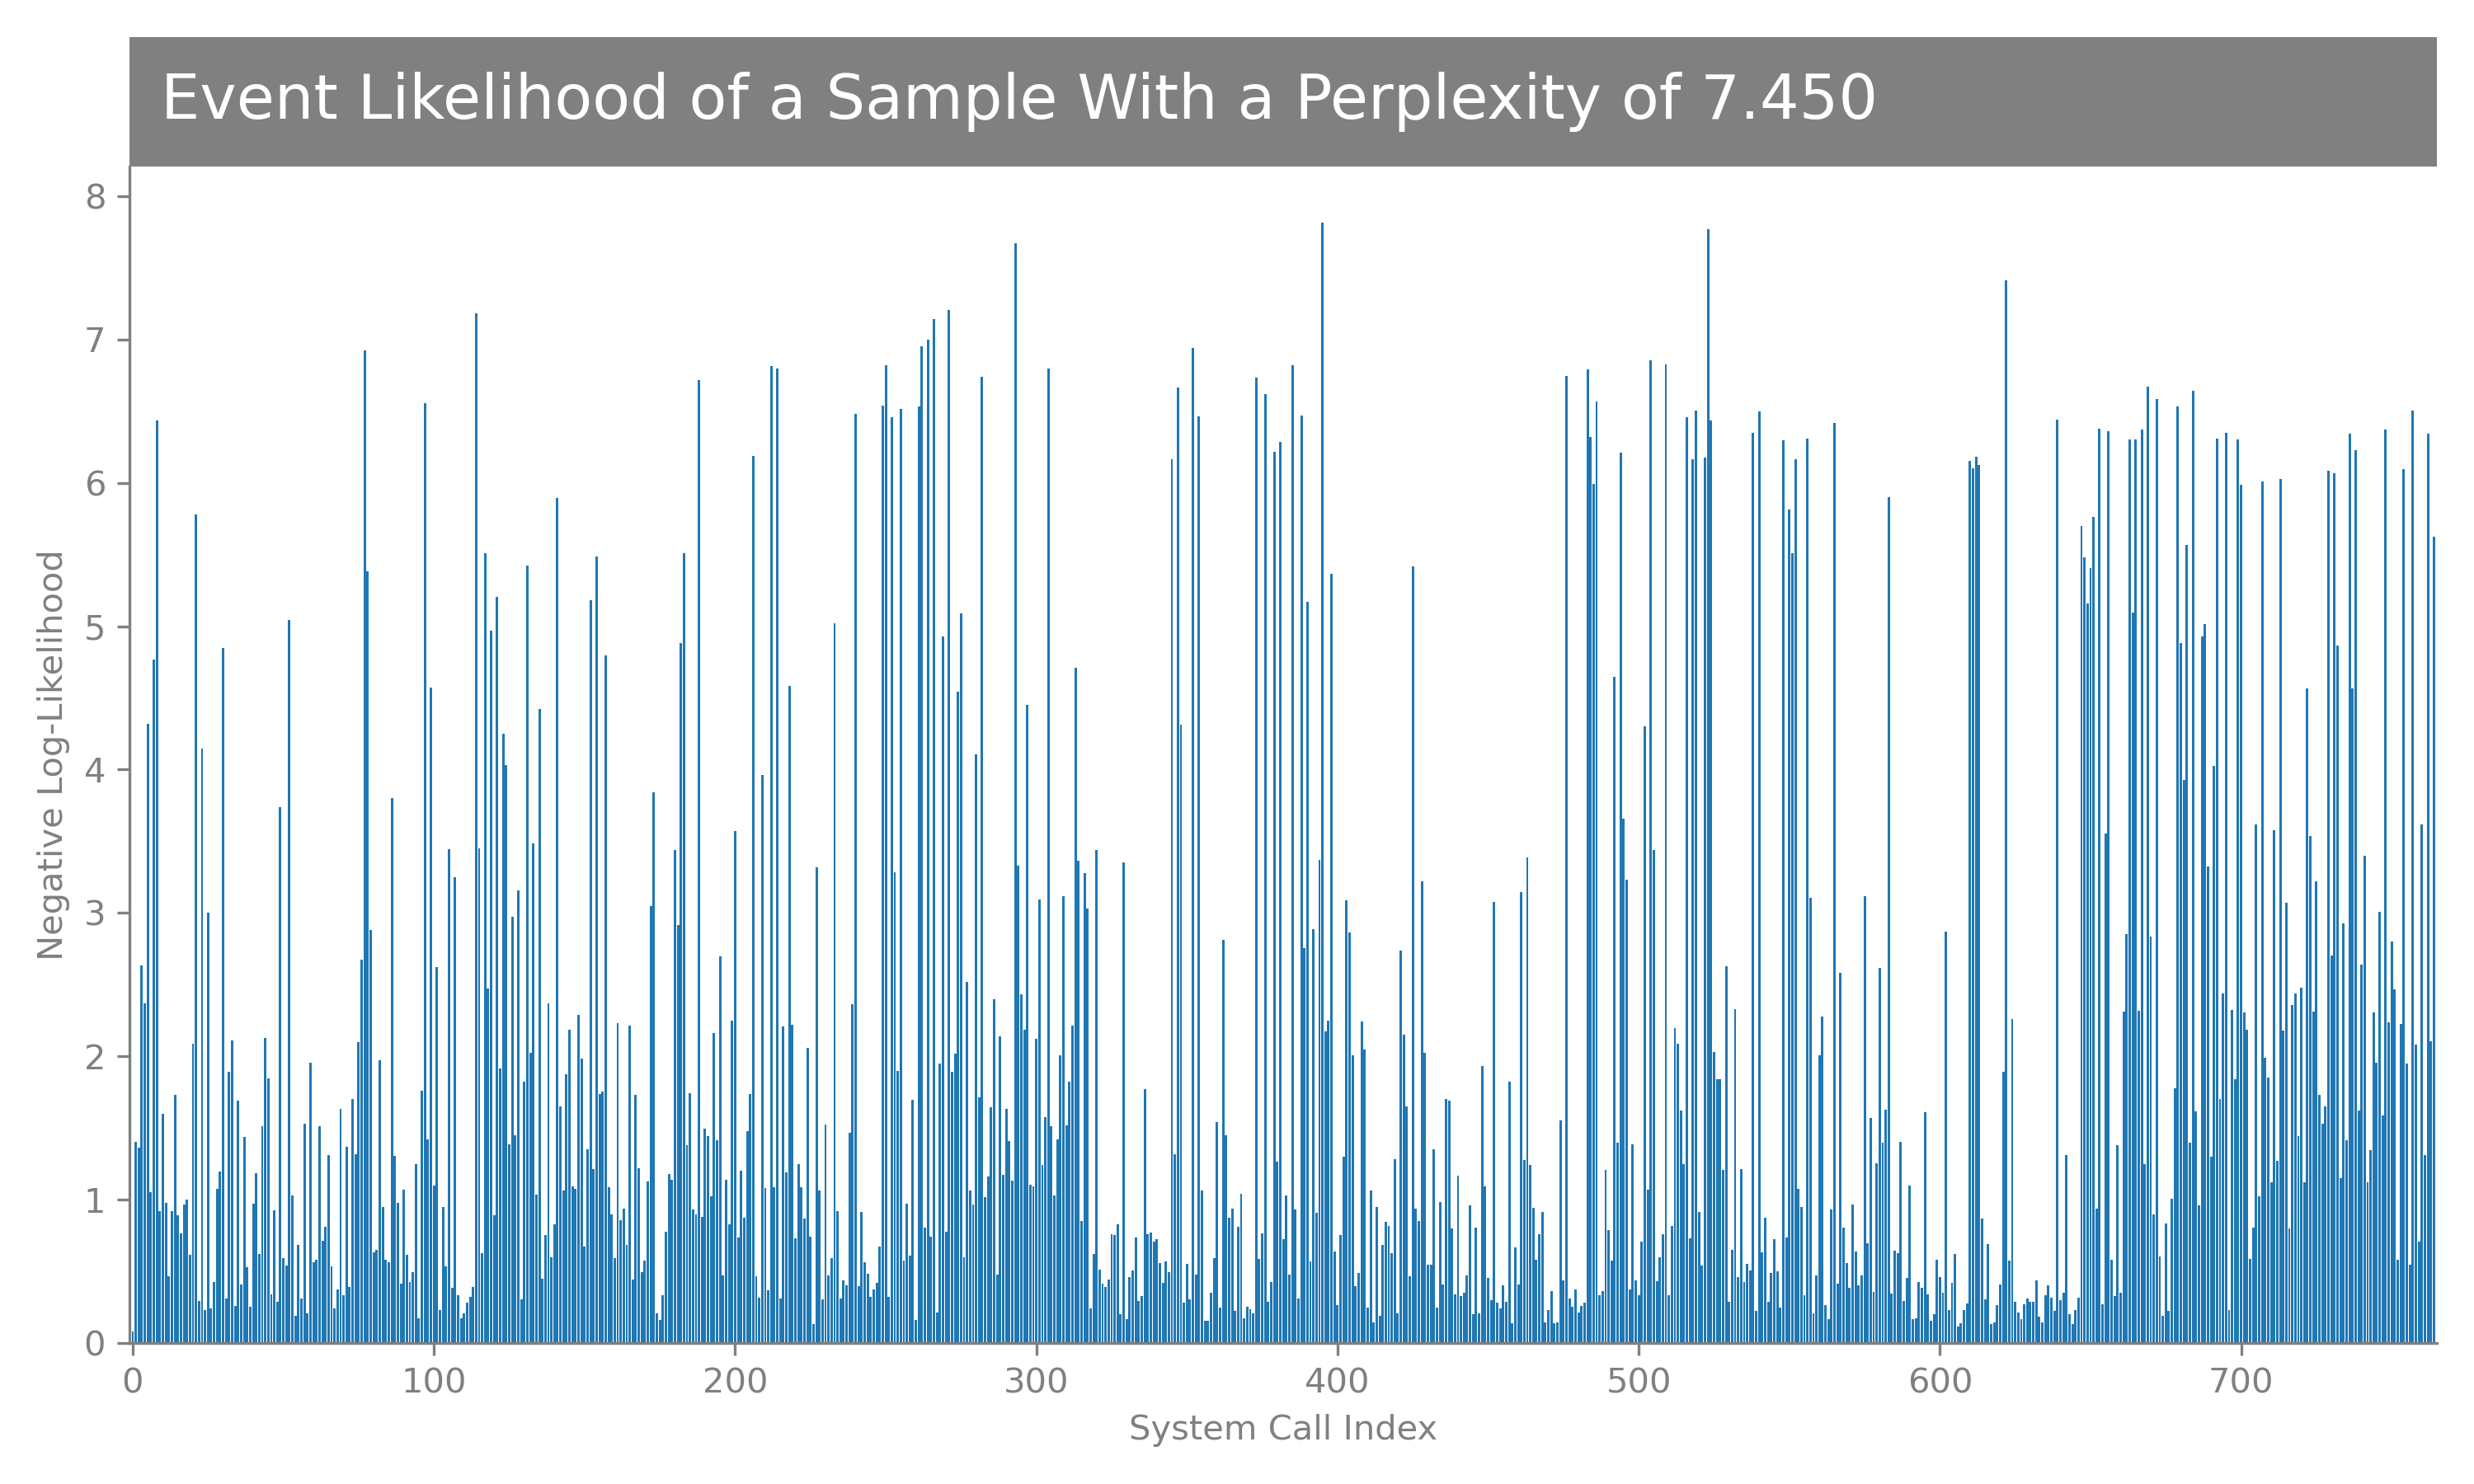 Event Likelihood of a Sample With a Perplexity of 7.450
8
7
6
5
4
3
2
1
0
Negative Log-Likelihood
0 100 200 300 400 500 600 700
System Call Index